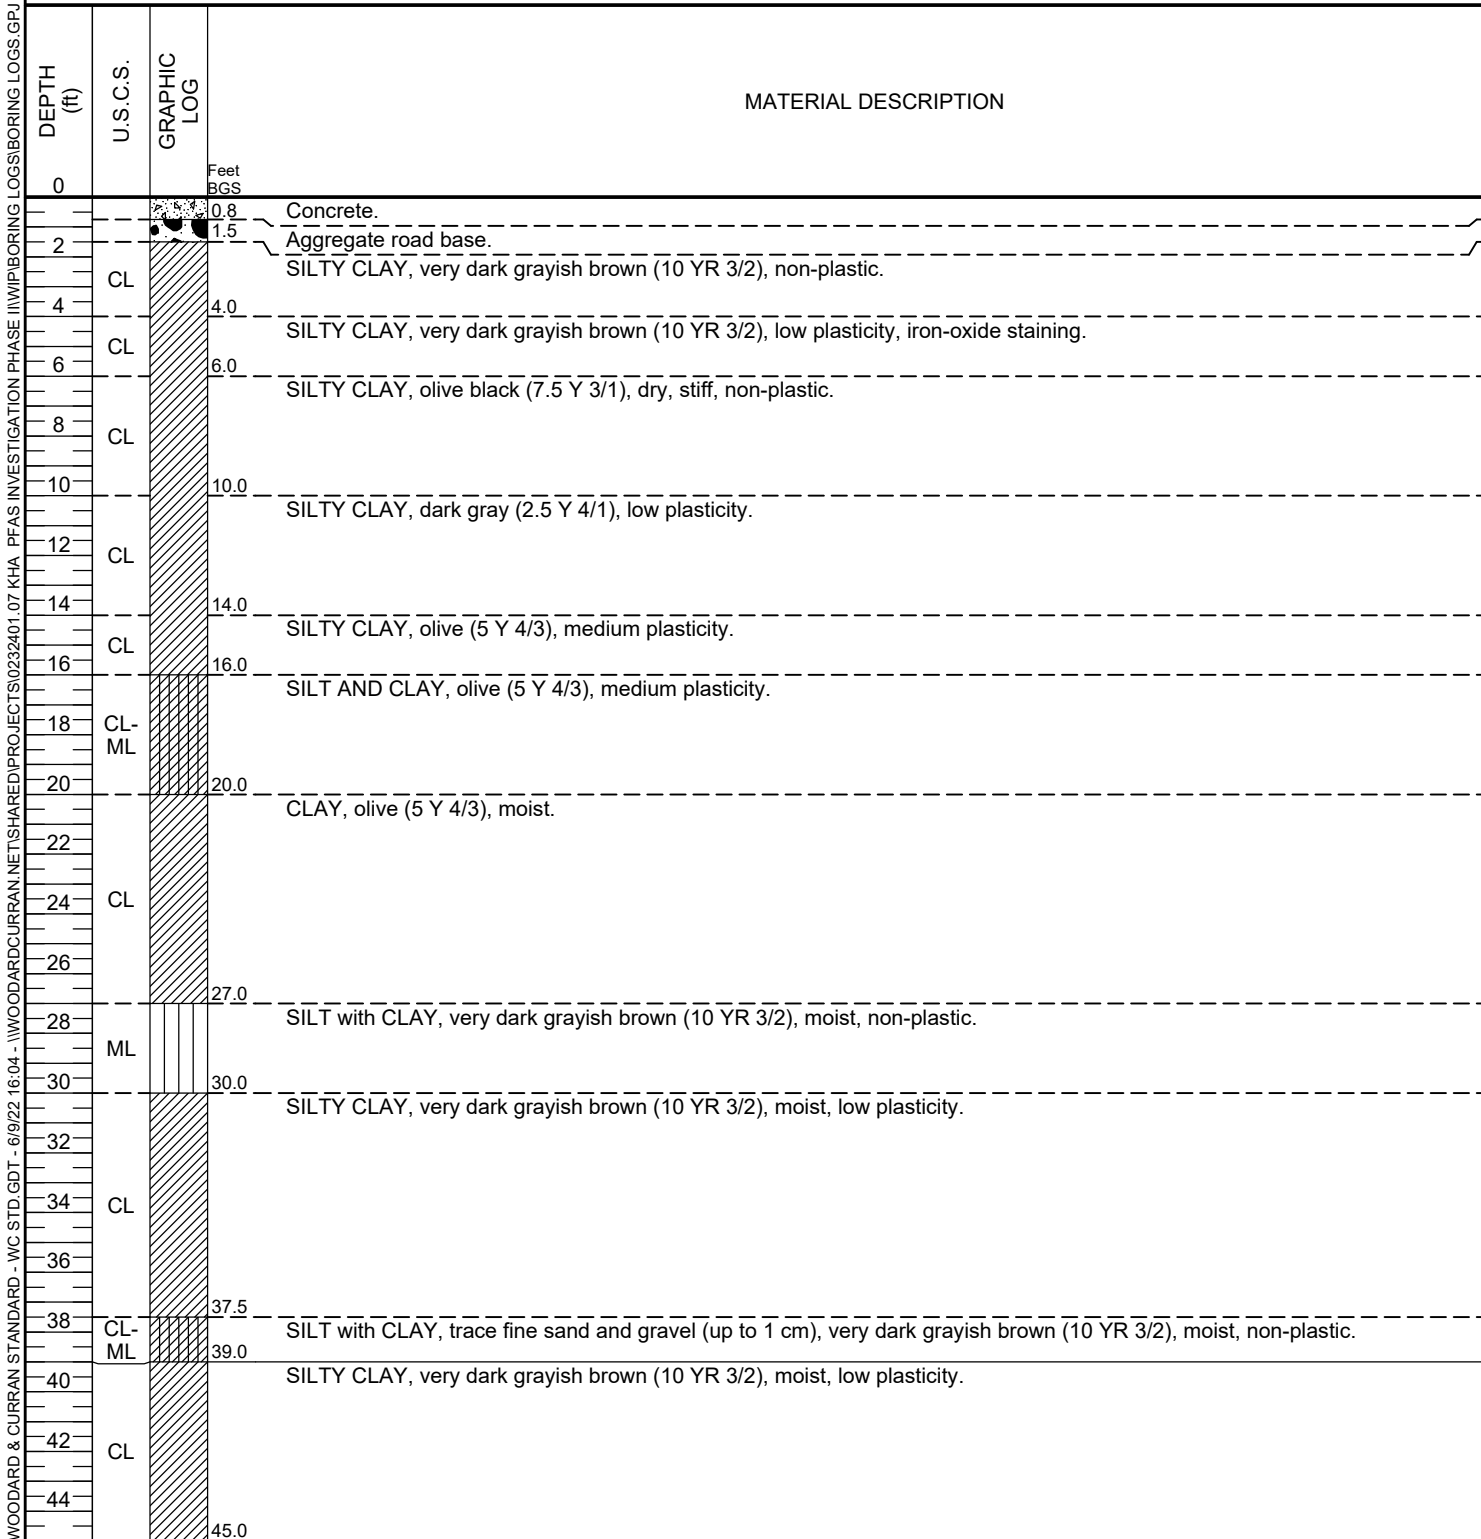 WOODARD & CURRAN STANDARD - WC STD.GDT - 6/9/22 16:04 - \\WOODARDCURRAN.NET\SHARED\PROJECTS\0232401.07 KHA  PFAS INVESTIGATION PHASE II\WIP\BORING LOGS\BORING LOGS.GPJ
DEPTH
(ft)
U.S.C.S.
GRAPHIC
LOG
MATERIAL DESCRIPTION
Feet
BGS
0
0.8 Concrete.
1.5 Aggregate road base.
2
CL SILTY CLAY, very dark grayish brown (10 YR 3/2), non-plastic.
4 4.0
CL SILTY CLAY, very dark grayish brown (10 YR 3/2), low plasticity, iron-oxide staining.
6 6.0
SILTY CLAY, olive black (7.5 Y 3/1), dry, stiff, non-plastic.
8 CL
10 10.0
SILTY CLAY, dark gray (2.5 Y 4/1), low plasticity.
12 CL
14 14.0
CL SILTY CLAY, olive (5 Y 4/3), medium plasticity.
16 16.0
SILT AND CLAY, olive (5 Y 4/3), medium plasticity.
18 CL-
ML
20 20.0
CLAY, olive (5 Y 4/3), moist.
22
24 CL
26
27.0
28 SILT with CLAY, very dark grayish brown (10 YR 3/2), moist, non-plastic.
ML
30 30.0
SILTY CLAY, very dark grayish brown (10 YR 3/2), moist, low plasticity.
32
34 CL
36
37.5
38 CL-
ML SILT with CLAY, trace fine sand and gravel (up to 1 cm), very dark grayish brown (10 YR 3/2), moist, non-plastic.
39.0
40 SILTY CLAY, very dark grayish brown (10 YR 3/2), moist, low plasticity.
42 CL
44
45.0